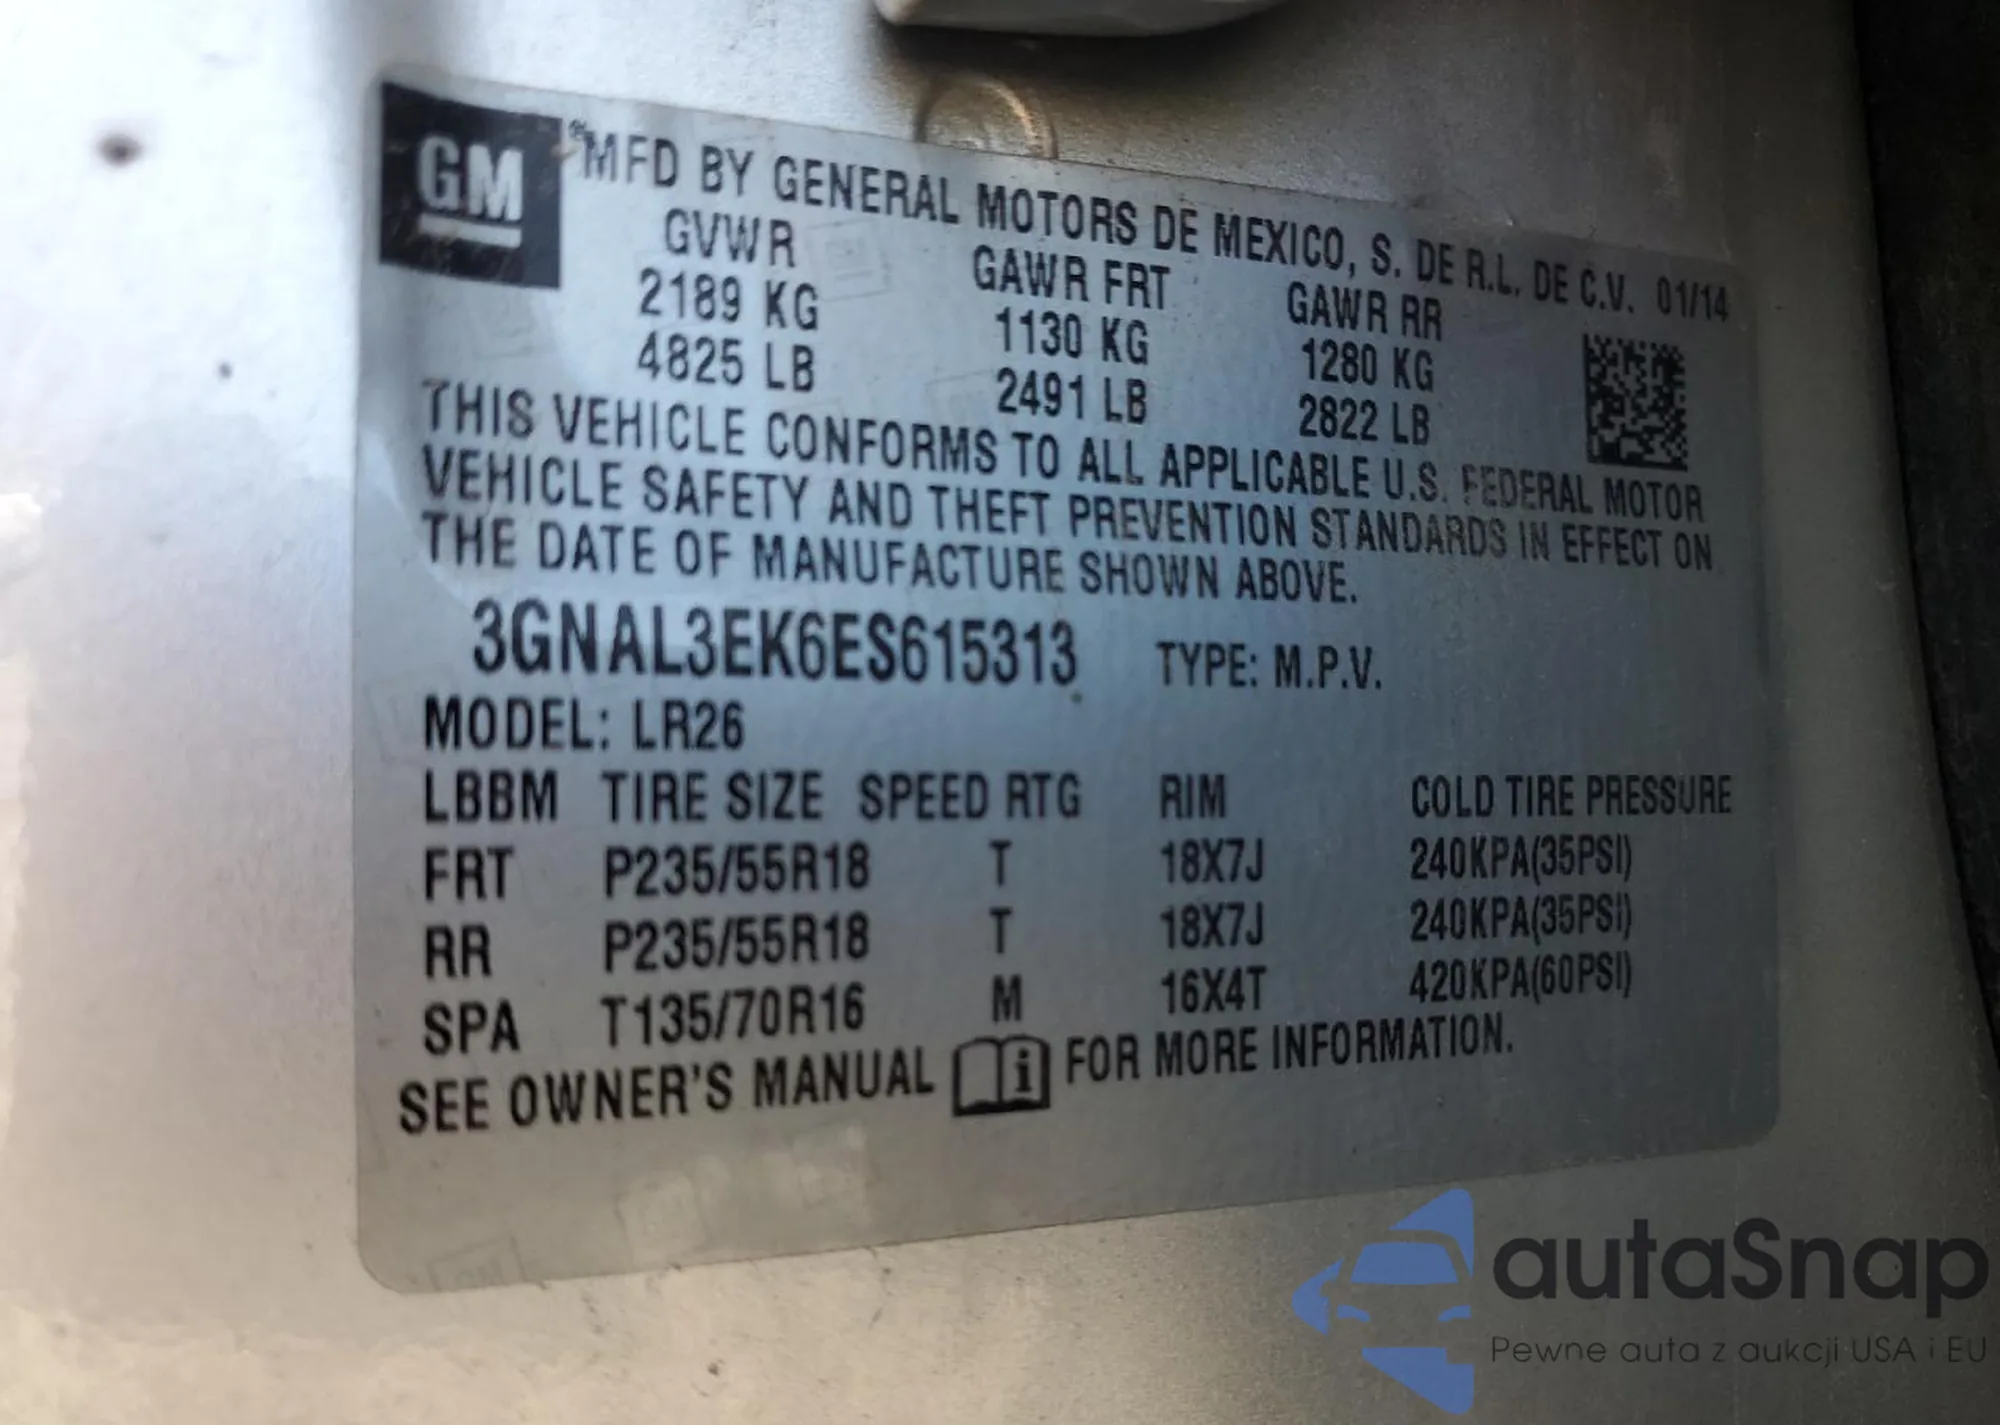 GM ® MFD BY GENERAL MOTORS DE MEXICO, S. DE R.L. DE C.V. 01/14
GVWR GAWR FRT GAWR RR
2189 KG 1130 KG 1280 KG
4825 LB 2491 LB 2822 LB
THIS VEHICLE CONFORMS TO ALL APPLICABLE U.S. FEDERAL MOTOR
VEHICLE SAFETY AND THEFT PREVENTION STANDARDS IN EFFECT ON
THE DATE OF MANUFACTURE SHOWN ABOVE.
3GNAL3EK6ES615313 TYPE: M.P.V.
MODEL: LR26
LBBM TIRE SIZE SPEED RTG RIM COLD TIRE PRESSURE
FRT P235/55R18 T 18X7J 240KPA(35PSI)
RR P235/55R18 T 18X7J 240KPA(35PSI)
SPA T135/70R16 M 16X4T 420KPA(60PSI)
SEE OWNER'S MANUAL i FOR MORE INFORMATION.
autaSnap
Pewne auta z aukcji USA i EU